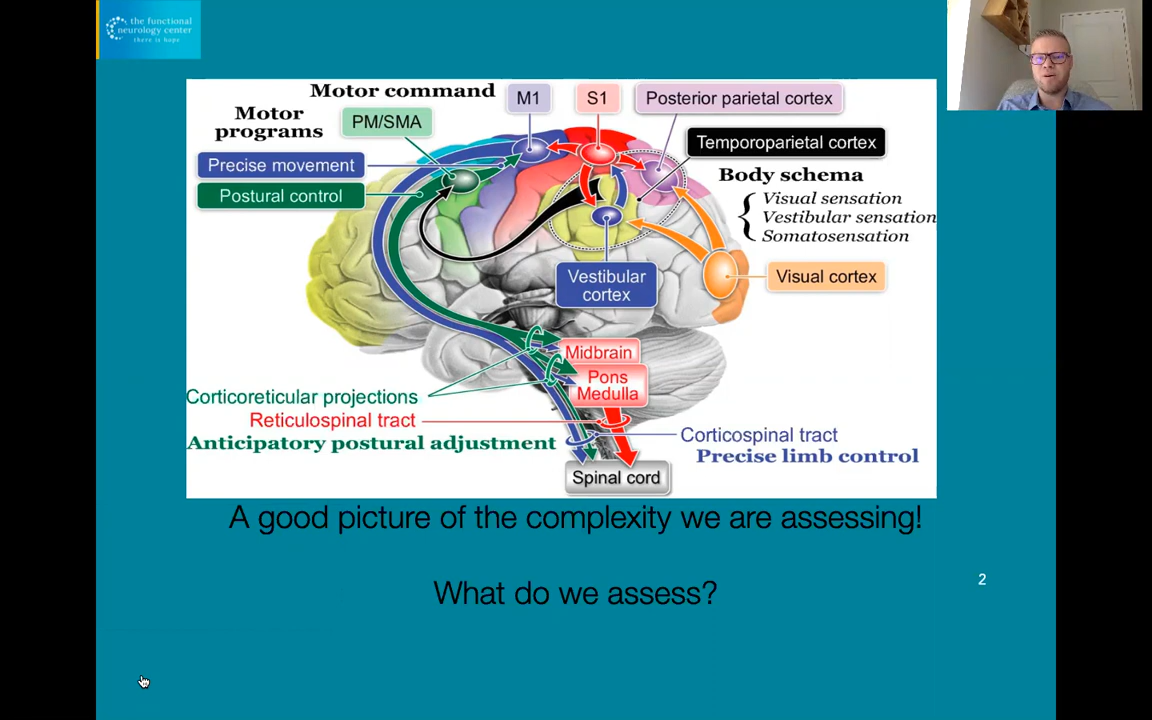 the functional
neurology center
there is hope
Motor command
M1
S1
Posterior parietal cortex
Motor
programs
PM/SMA
Temporoparietal cortex
Precise movement
Body schema
Postural control
Visual sensation
Vestibular sensation
Somatosensation
Vestibular
cortex
Visual cortex
Midbrain
Pons
Medulla
Corticoreticular projections
Reticulospinal tract
Anticipatory postural adjustment
Corticospinal tract
Precise limb control
Spinal cord
A good picture of the complexity we are assessing!
What do we assess?
2